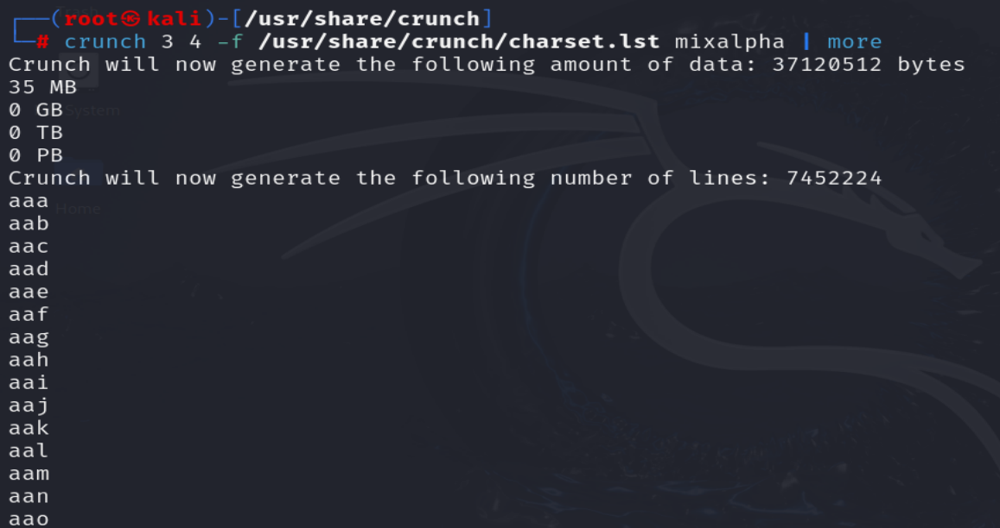 Trash
┌──(root㉿kali)-[/usr/share/crunch]
└─# crunch 3 4 -f /usr/share/crunch/charset.lst mixalpha | more
Crunch will now generate the following amount of data: 37120512 bytes
35 MB
0 GB
System
0 TB
0 PB
Crunch will now generate the following number of lines: 7452224
aaa
Home
aab
aac
aad
aae
aaf
aag
aah
aai
aaj
aak
aal
aam
aan
aao